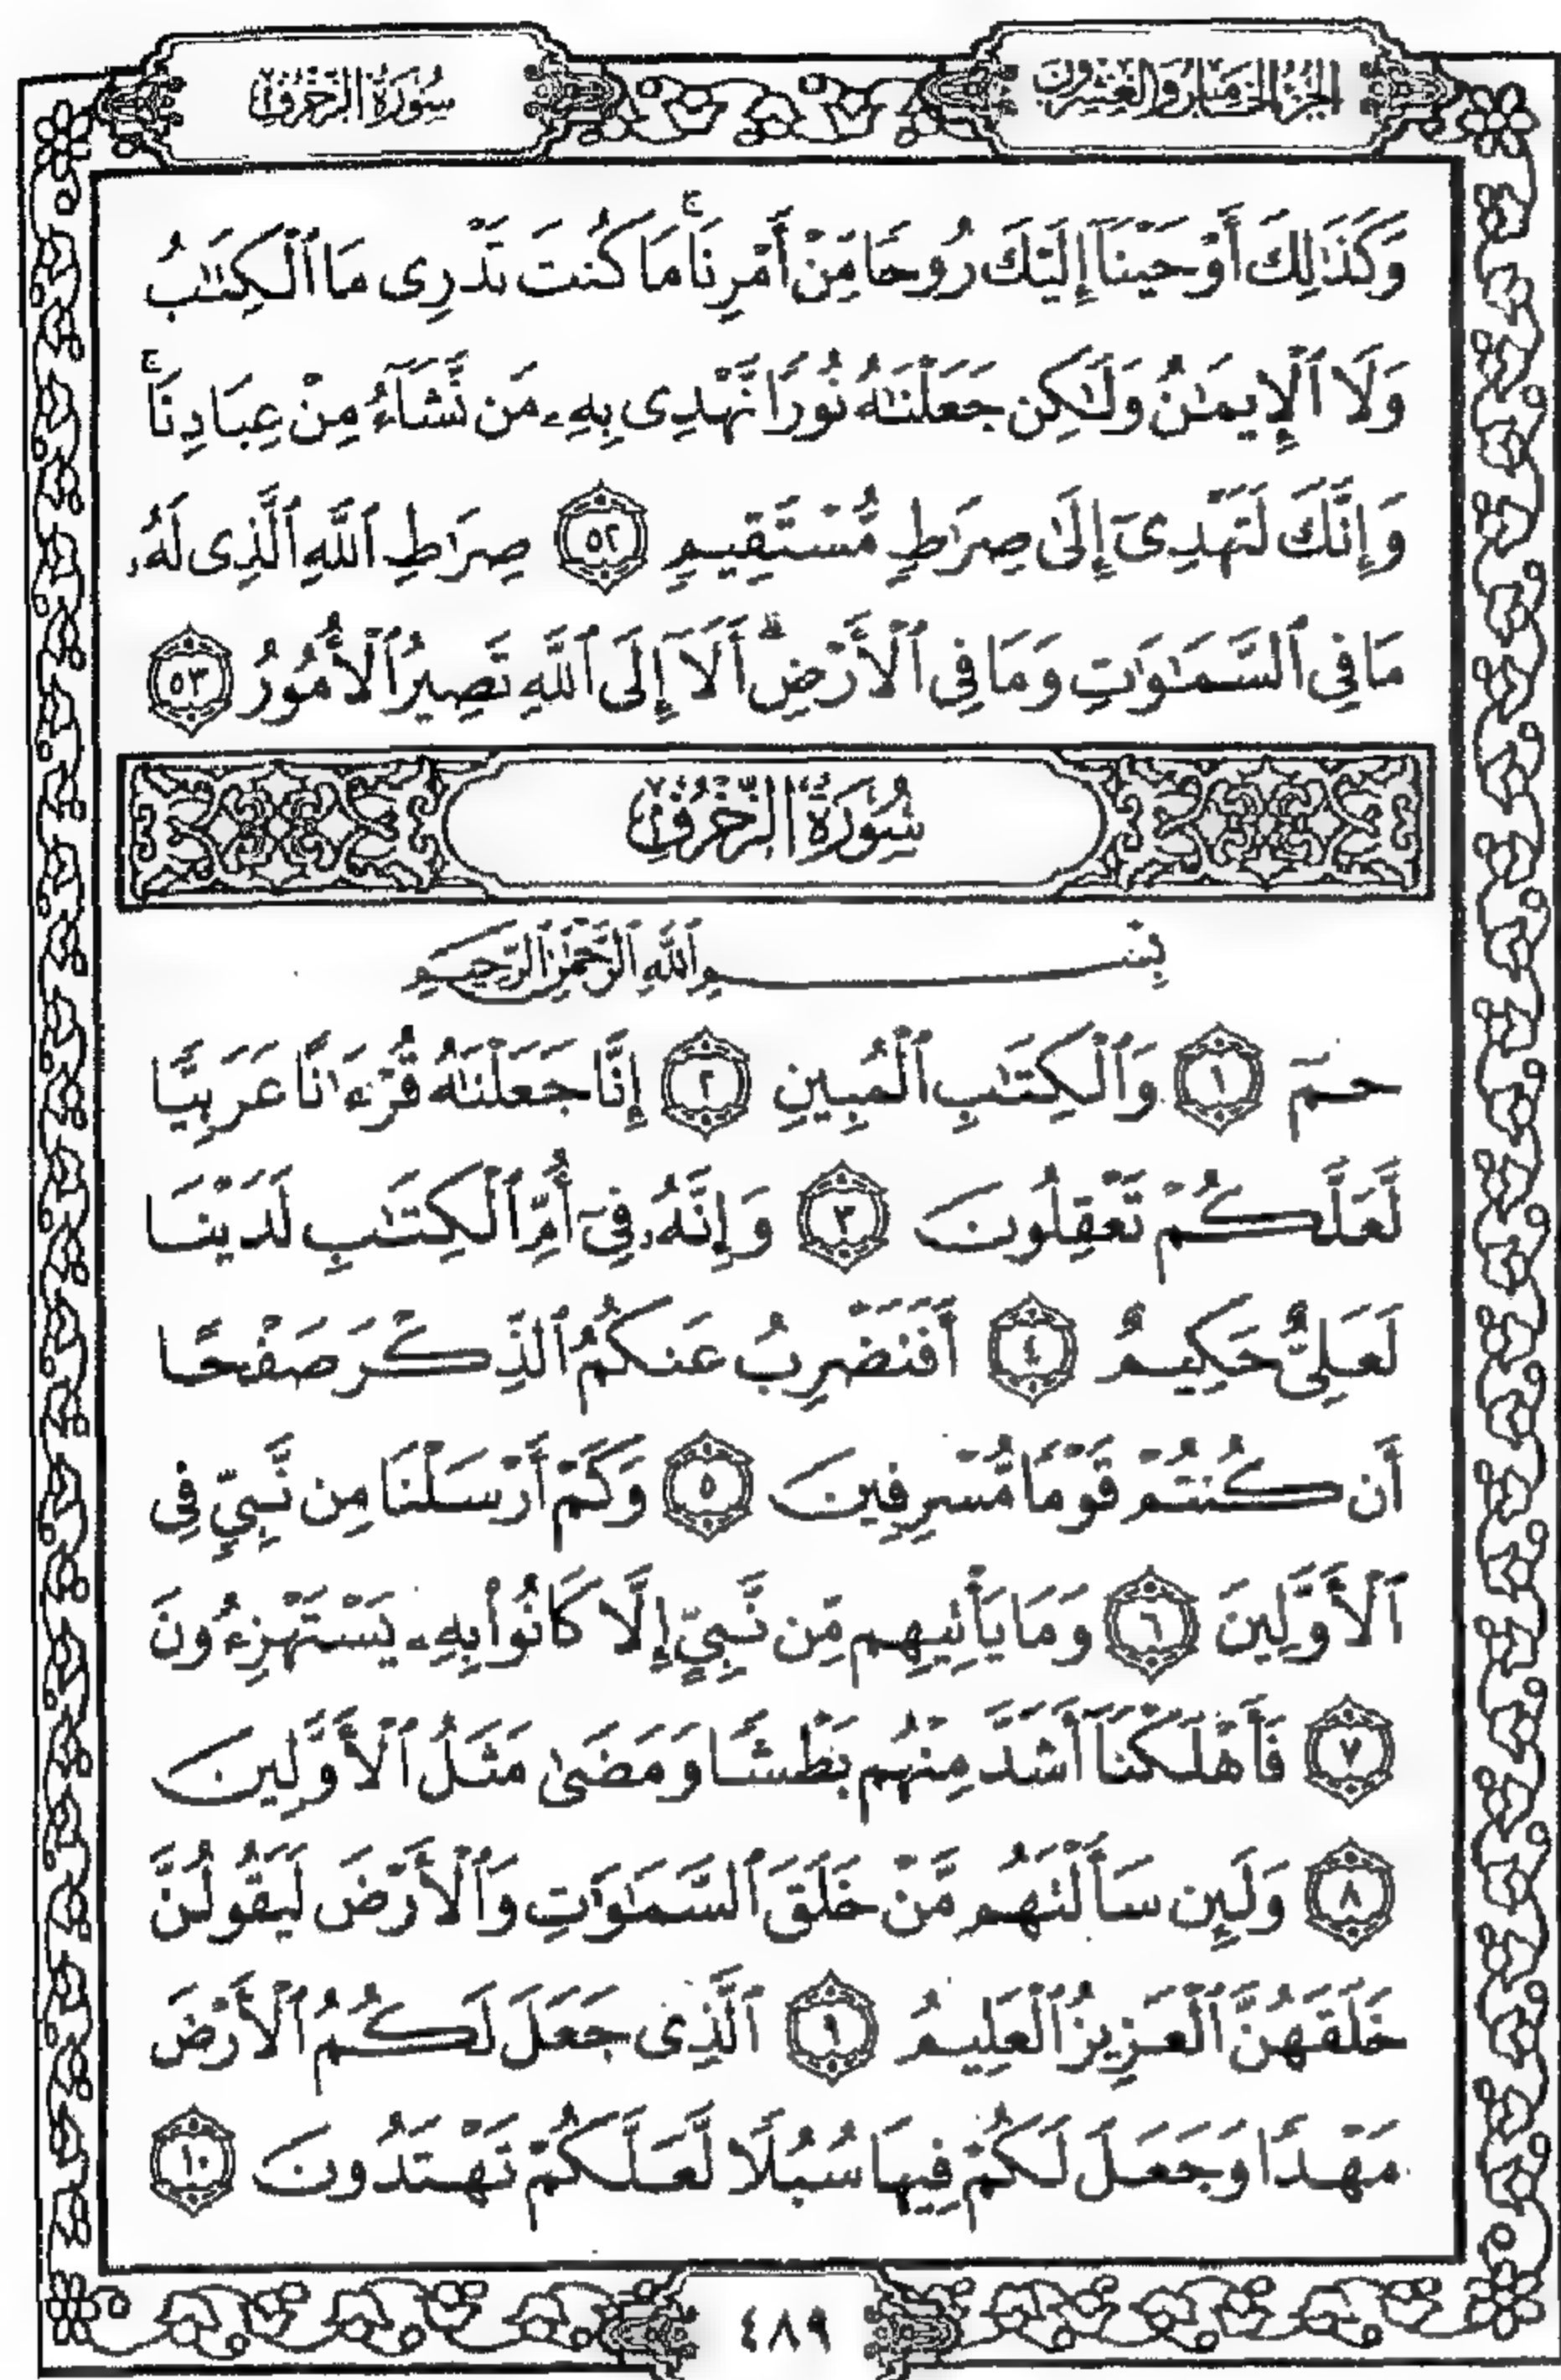 الجزء الخامس والعشرون
سورة الزخرف
وَكَذَٰلِكَ أَوْحَيْنَآ إِلَيْكَ رُوحًا مِّنْ أَمْرِنَا ۚ مَا كُنتَ تَدْرِى مَا ٱلْكِتَٰبُ
وَلَا ٱلْإِيمَٰنُ وَلَٰكِن جَعَلْنَٰهُ نُورًا نَّهْدِى بِهِۦ مَن نَّشَآءُ مِنْ عِبَادِنَا ۚ
وَإِنَّكَ لَتَهْدِىٓ إِلَىٰ صِرَٰطٍ مُّسْتَقِيمٍ ٥٢ صِرَٰطِ ٱللَّهِ ٱلَّذِى لَهُۥ
مَا فِى ٱلسَّمَٰوَٰتِ وَمَا فِى ٱلْأَرْضِ ۗ أَلَآ إِلَى ٱللَّهِ تَصِيرُ ٱلْأُمُورُ ٥٣
سُورَةُ الزُّخْرُفِ
بِسْمِ ٱللَّهِ ٱلرَّحْمَٰنِ ٱلرَّحِيمِ
حمٓ ١ وَٱلْكِتَٰبِ ٱلْمُبِينِ ٢ إِنَّا جَعَلْنَٰهُ قُرْءَٰنًا عَرَبِيًّا
لَّعَلَّكُمْ تَعْقِلُونَ ٣ وَإِنَّهُۥ فِىٓ أُمِّ ٱلْكِتَٰبِ لَدَيْنَا
لَعَلِىٌّ حَكِيمٌ ٤ أَفَنَضْرِبُ عَنكُمُ ٱلذِّكْرَ صَفْحًا
أَن كُنتُمْ قَوْمًا مُّسْرِفِينَ ٥ وَكَمْ أَرْسَلْنَا مِن نَّبِىٍّ فِى
ٱلْأَوَّلِينَ ٦ وَمَا يَأْتِيهِم مِّن نَّبِىٍّ إِلَّا كَانُوا۟ بِهِۦ يَسْتَهْزِءُونَ
٧ فَأَهْلَكْنَآ أَشَدَّ مِنْهُم بَطْشًا وَمَضَىٰ مَثَلُ ٱلْأَوَّلِينَ
٨ وَلَئِن سَأَلْتَهُم مَّنْ خَلَقَ ٱلسَّمَٰوَٰتِ وَٱلْأَرْضَ لَيَقُولُنَّ
خَلَقَهُنَّ ٱلْعَزِيزُ ٱلْعَلِيمُ ٩ ٱلَّذِى جَعَلَ لَكُمُ ٱلْأَرْضَ
مَهْدًا وَجَعَلَ لَكُمْ فِيهَا سُبُلًا لَّعَلَّكُمْ تَهْتَدُونَ ١٠
٤٨٩